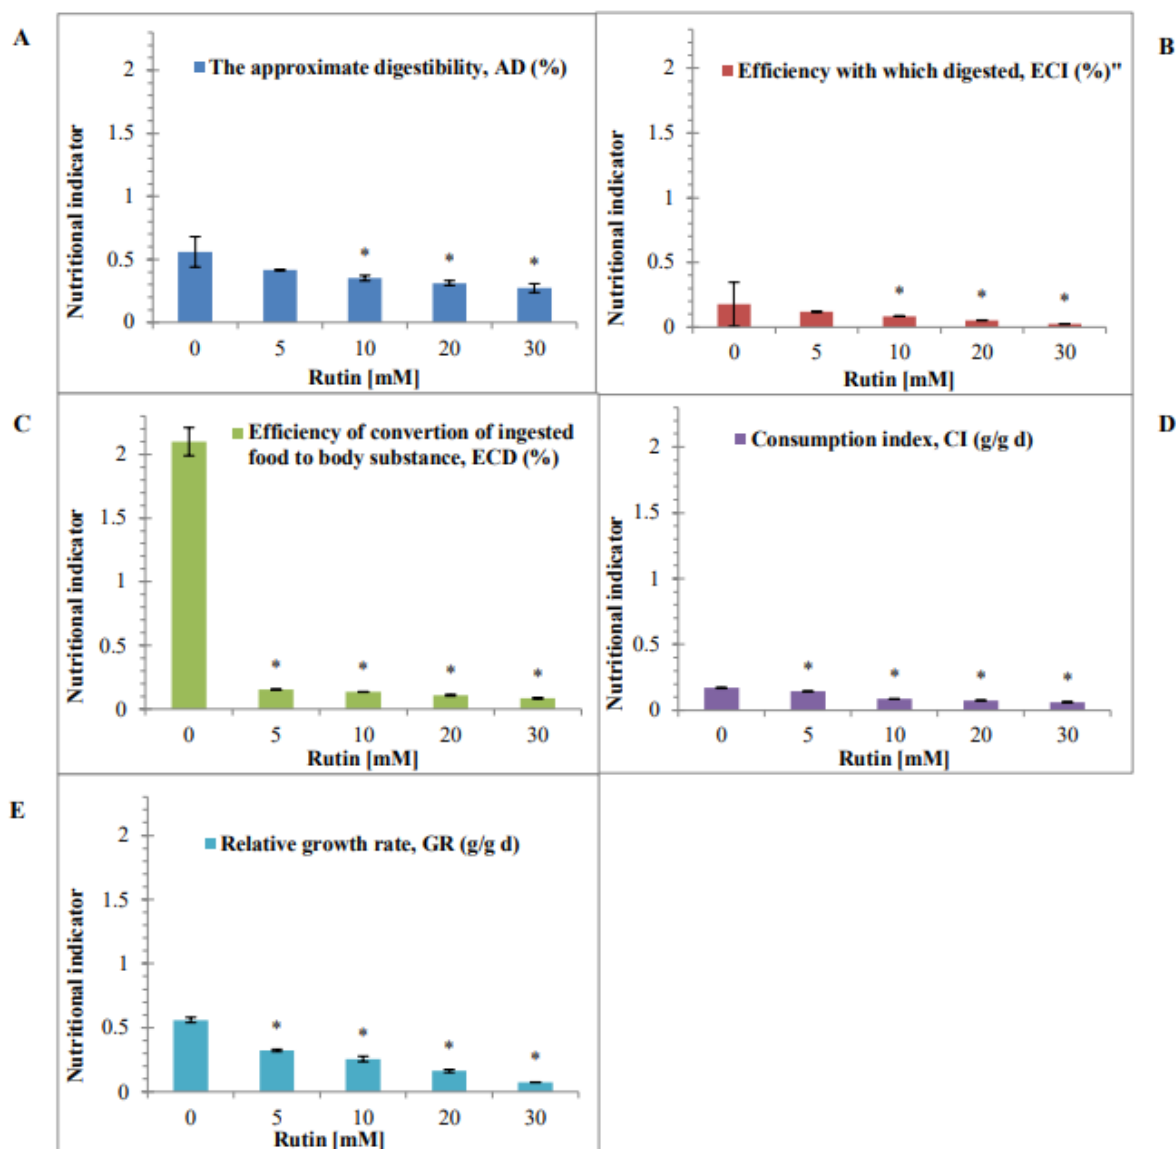 A
The approximate digestibility, AD (%)
Nutritional indicator
2
1.5
1
0.5
0
* * *
0 5 10 20 30
Rutin [mM]
B
Efficiency with which digested, ECI (%)"
Nutritional indicator
2
1.5
1
0.5
0
* * *
0 5 10 20 30
Rutin [mM]
C
Efficiency of convertion of ingested
food to body substance, ECD (%)
Nutritional indicator
2
1.5
1
0.5
0
* * * *
0 5 10 20 30
Rutin [mM]
D
Consumption index, CI (g/g d)
Nutritional indicator
2
1.5
1
0.5
0
* * * *
0 5 10 20 30
Rutin [mM]
E
Relative growth rate, GR (g/g d)
Nutritional indicator
2
1.5
1
0.5
0
* * * *
0 5 10 20 30
Rutin [mM]